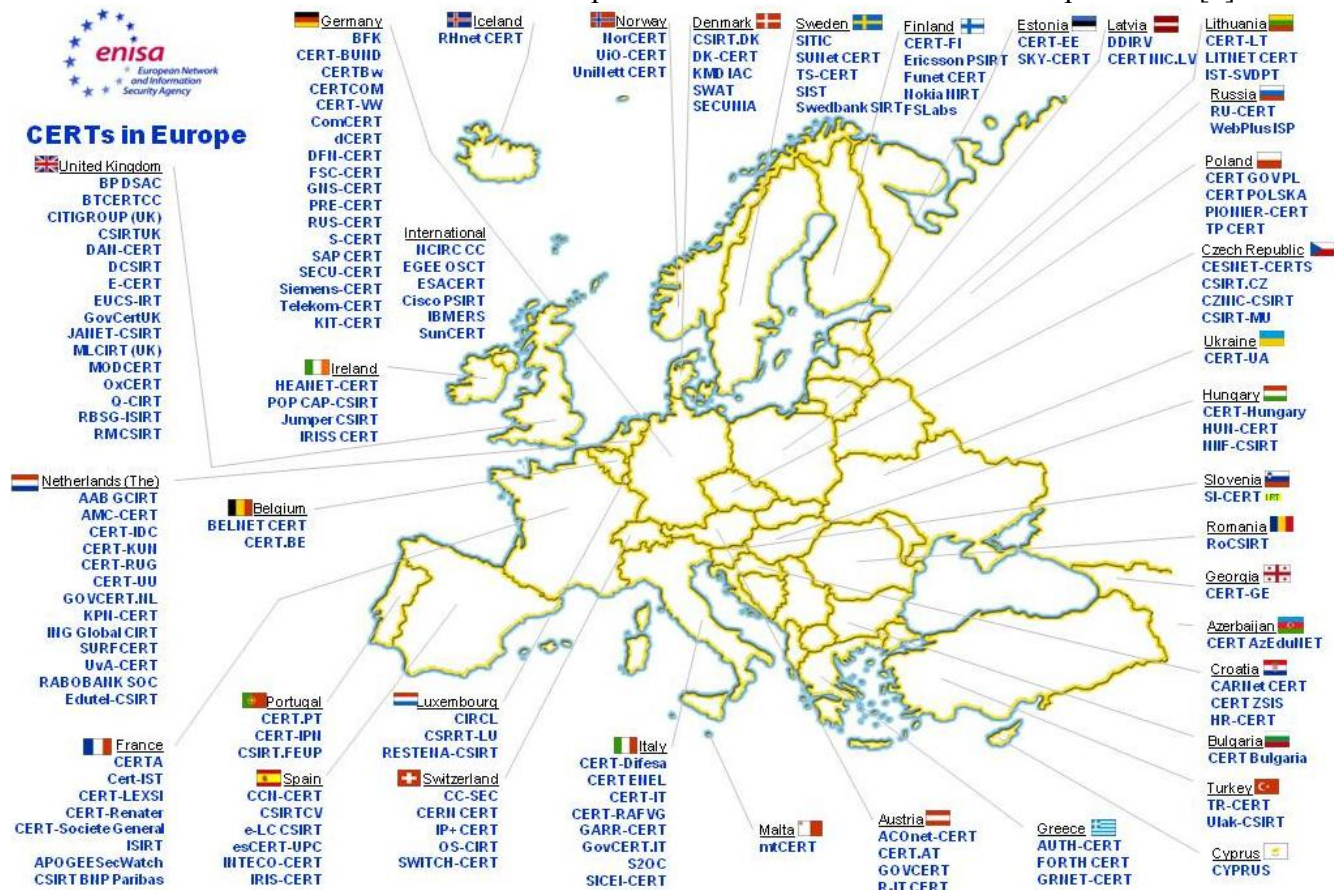 enisa
European Network
and Information
Security Agency
CERTs in Europe
United Kingdom
BP DSAC
BTCERTCC
CITIGROUP (UK)
CSIRTUK
DAN-CERT
DCSIRT
E-CERT
EUCS-IRT
GovCertUK
JANET-CSIRT
MLCIRT (UK)
MODCERT
OxCERT
Q-CIRT
RBSG-ISIRT
RMCSIRT
Netherlands (The)
AAB GCIRT
AMC-CERT
CERT-IDC
CERT-KUN
CERT-RUG
CERT-UU
GOVCERT.NL
KPN-CERT
ING Global CIRT
SURFCERT
UvA-CERT
RABOBANK SOC
Edutel-CSIRT
France
CERTA
Cert-IST
CERT-LEXSI
CERT-Renater
CERT-Societe General
ISIRT
APOGEE SecWatch
CSIRT BNP Paribas
Germany
BFK
CERT-BUND
CERTBw
CERTCOM
CERT-VW
ComCERT
dCERT
DFN-CERT
FSC-CERT
GNS-CERT
PRE-CERT
RUS-CERT
S-CERT
SAP CERT
SECU-CERT
Siemens-CERT
Telekom-CERT
KIT-CERT
Iceland
RHnet CERT
International
NCIRC CC
EGEE OSCT
ESACERT
Cisco PSIRT
IBMERS
SunCERT
Ireland
HEANET-CERT
POP CAP-CSIRT
Jumper CSIRT
IRISS CERT
Belgium
BELNET CERT
CERT.BE
Portugal
CERT.PT
CERT-IPN
CSIRT.FEUP
Spain
CCN-CERT
CSIRTCV
e-LC CSIRT
esCERT-UPC
INTECO-CERT
IRIS-CERT
Luxembourg
CIRCL
CSRRT-LU
RESTENA-CSIRT
Switzerland
CC-SEC
CERN CERT
IP+ CERT
OS-CIRT
SWITCH-CERT
Norway
NorCERT
UiO-CERT
UniNett CERT
Denmark
CSIRT.DK
DK-CERT
KMD IAC
SWAT
SECUNIA
Sweden
SITIC
SUNet CERT
TS-CERT
SIST
Swedbank SIRT
Finland
CERT-FI
Ericsson PSIRT
Funet CERT
Nokia NIRT
FSLabs
Estonia
CERT-EE
SKY-CERT
Latvia
DDIRV
CERT NIC.LV
Lithuania
CERT-LT
LITNET CERT
IST-SVDPT
Russia
RU-CERT
WebPlus ISP
Poland
CERT GOVPL
CERT POLSKA
PIONIER-CERT
TP CERT
Czech Republic
CESNET-CERTS
CSIRT.CZ
CZNIC-CSIRT
CSIRT-MU
Ukraine
CERT-UA
Hungary
CERT-Hungary
HUN-CERT
NIIF-CSIRT
Slovenia
SI-CERT IRT
Romania
RoCSIRT
Georgia
CERT-GE
Azerbaijan
CERT AzEduNET
Croatia
CARNet CERT
CERT ZSIS
HR-CERT
Bulgaria
CERT Bulgaria
Turkey
TR-CERT
Ulak-CSIRT
Cyprus
CYPRUS
Italy
CERT-Difesa
CERT ENEL
CERT-IT
CERT-RAFVG
GARR-CERT
GovCERT.IT
S2OC
SICEI-CERT
Malta
mtCERT
Austria
ACOnet-CERT
CERT.AT
GOVCERT
R-IT CERT
Greece
AUTH-CERT
FORTH CERT
GRNET-CERT